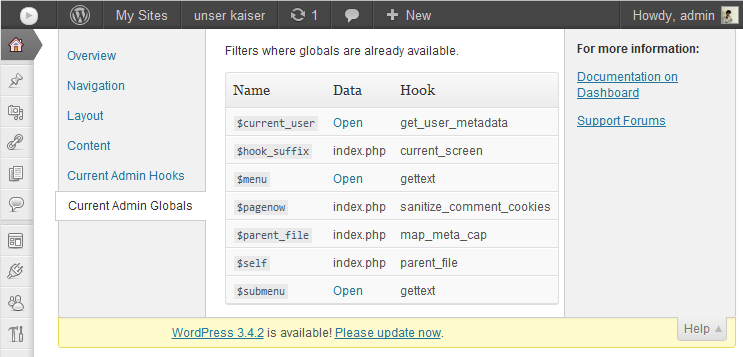 My Sites unser kaiser 1 + New Howdy, admin
Overview
Navigation
Layout
Content
Current Admin Hooks
Current Admin Globals
Filters where globals are already available.
Name Data Hook
$current_user Open get_user_metadata
$hook_suffix index.php current_screen
$menu Open gettext
$pagenow index.php sanitize_comment_cookies
$parent_file index.php map_meta_cap
$self index.php parent_file
$submenu Open gettext
For more information:
Documentation on
Dashboard
Support Forums
WordPress 3.4.2 is available! Please update now.
Help